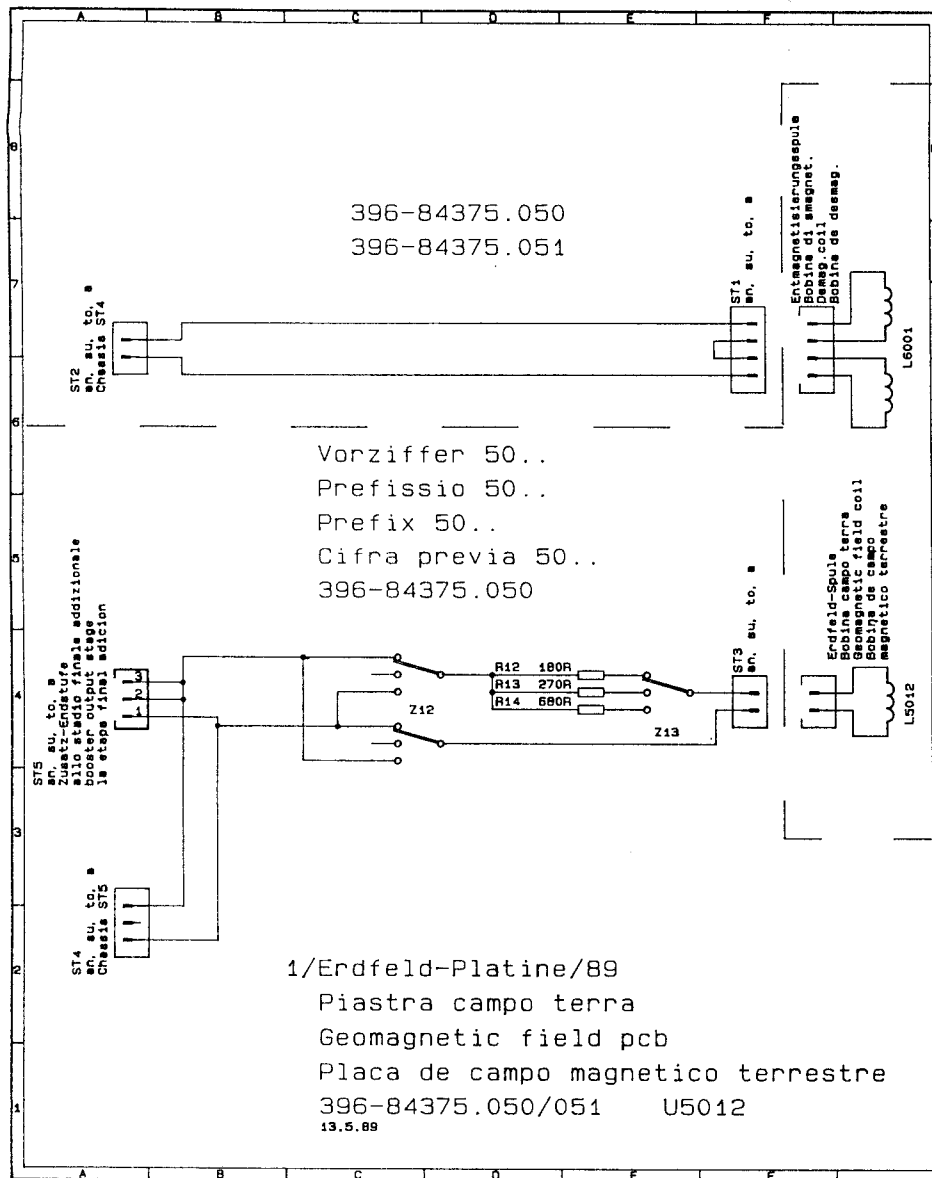 A B C D E F
8
7
6
5
4
3
2
1
396-84375.050
396-84375.051
ST2
an, su, to, a
Chassis ST4
ST1
an, su, to, a
Entmagnetisierungsspule
Bobina di smagnet.
Demag.coil
Bobina de desmag.
L6001
Vorziffer 50..
Prefissio 50..
Prefix 50..
Cifra previa 50..
396-84375.050
ST5
an, su, to, a
Zusatz-Endstufe
allo stadio finale addizionale
booster output stage
la etapa final adicion
3
2
1
Z12
R12 180R
R13 270R
R14 680R
Z13
ST3
an, su, to, a
Erdfeld-Spule
Bobina campo terra
Geomagnetic field coil
Bobina de campo
magnetico terrestre
L5012
ST4
an, su, to, a
Chassis ST5
1/Erdfeld-Platine/89
Piastra campo terra
Geomagnetic field pcb
Placa de campo magnetico terrestre
396-84375.050/051 U5012
13.5.89
A B C D E F